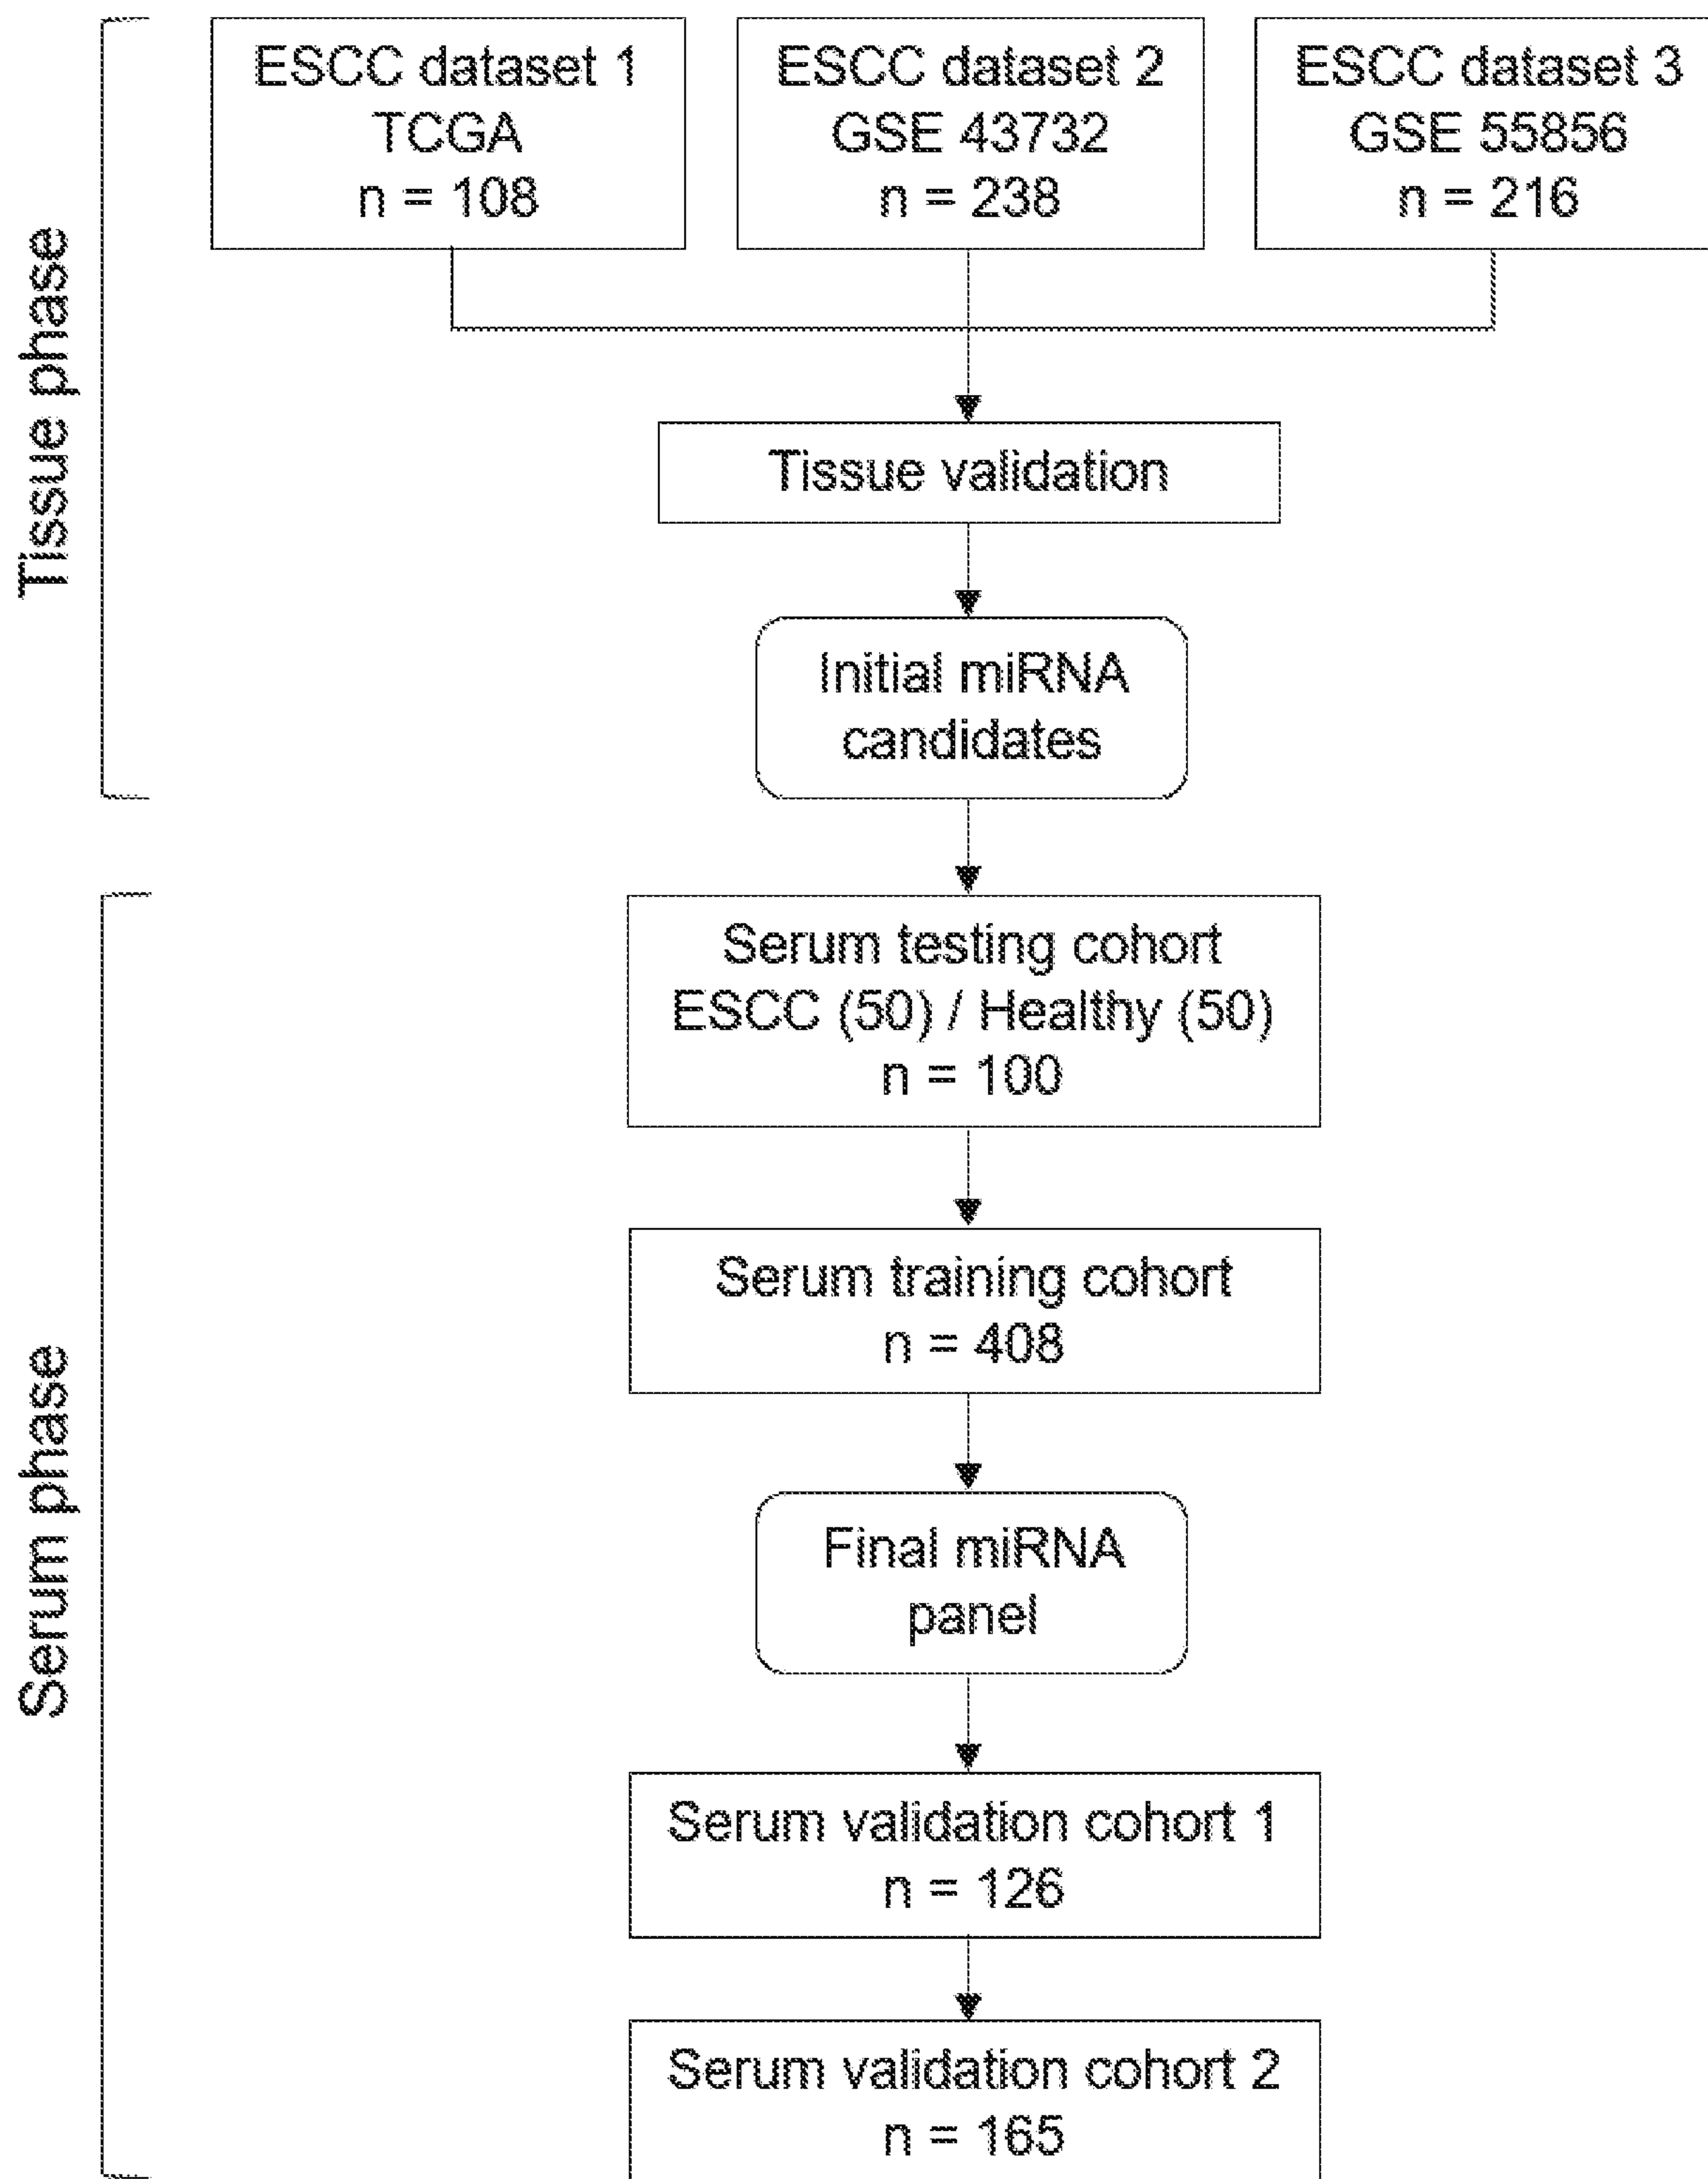 Tissue phase
ESCC dataset 1
TCGA
n = 108
ESCC dataset 2
GSE 43732
n = 238
ESCC dataset 3
GSE 55856
n = 216
Tissue validation
Initial miRNA
candidates
Serum phase
Serum testing cohort
ESCC (50) / Healthy (50)
n = 100
Serum training cohort
n = 408
Final miRNA
panel
Serum validation cohort 1
n = 126
Serum validation cohort 2
n = 165